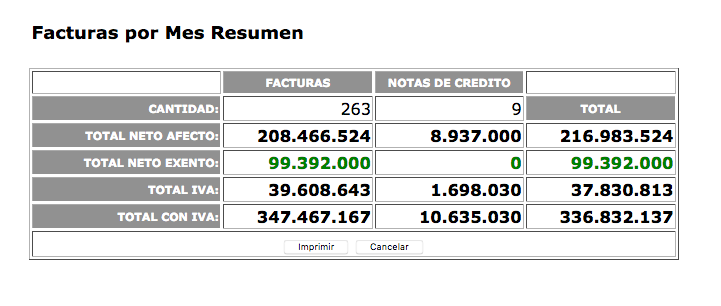 Facturas por Mes Resumen
FACTURAS NOTAS DE CREDITO
CANTIDAD: 263 9 TOTAL
TOTAL NETO AFECTO: 208.466.524 8.937.000 216.983.524
TOTAL NETO EXENTO: 99.392.000 0 99.392.000
TOTAL IVA: 39.608.643 1.698.030 37.830.813
TOTAL CON IVA: 347.467.167 10.635.030 336.832.137
Imprimir Cancelar